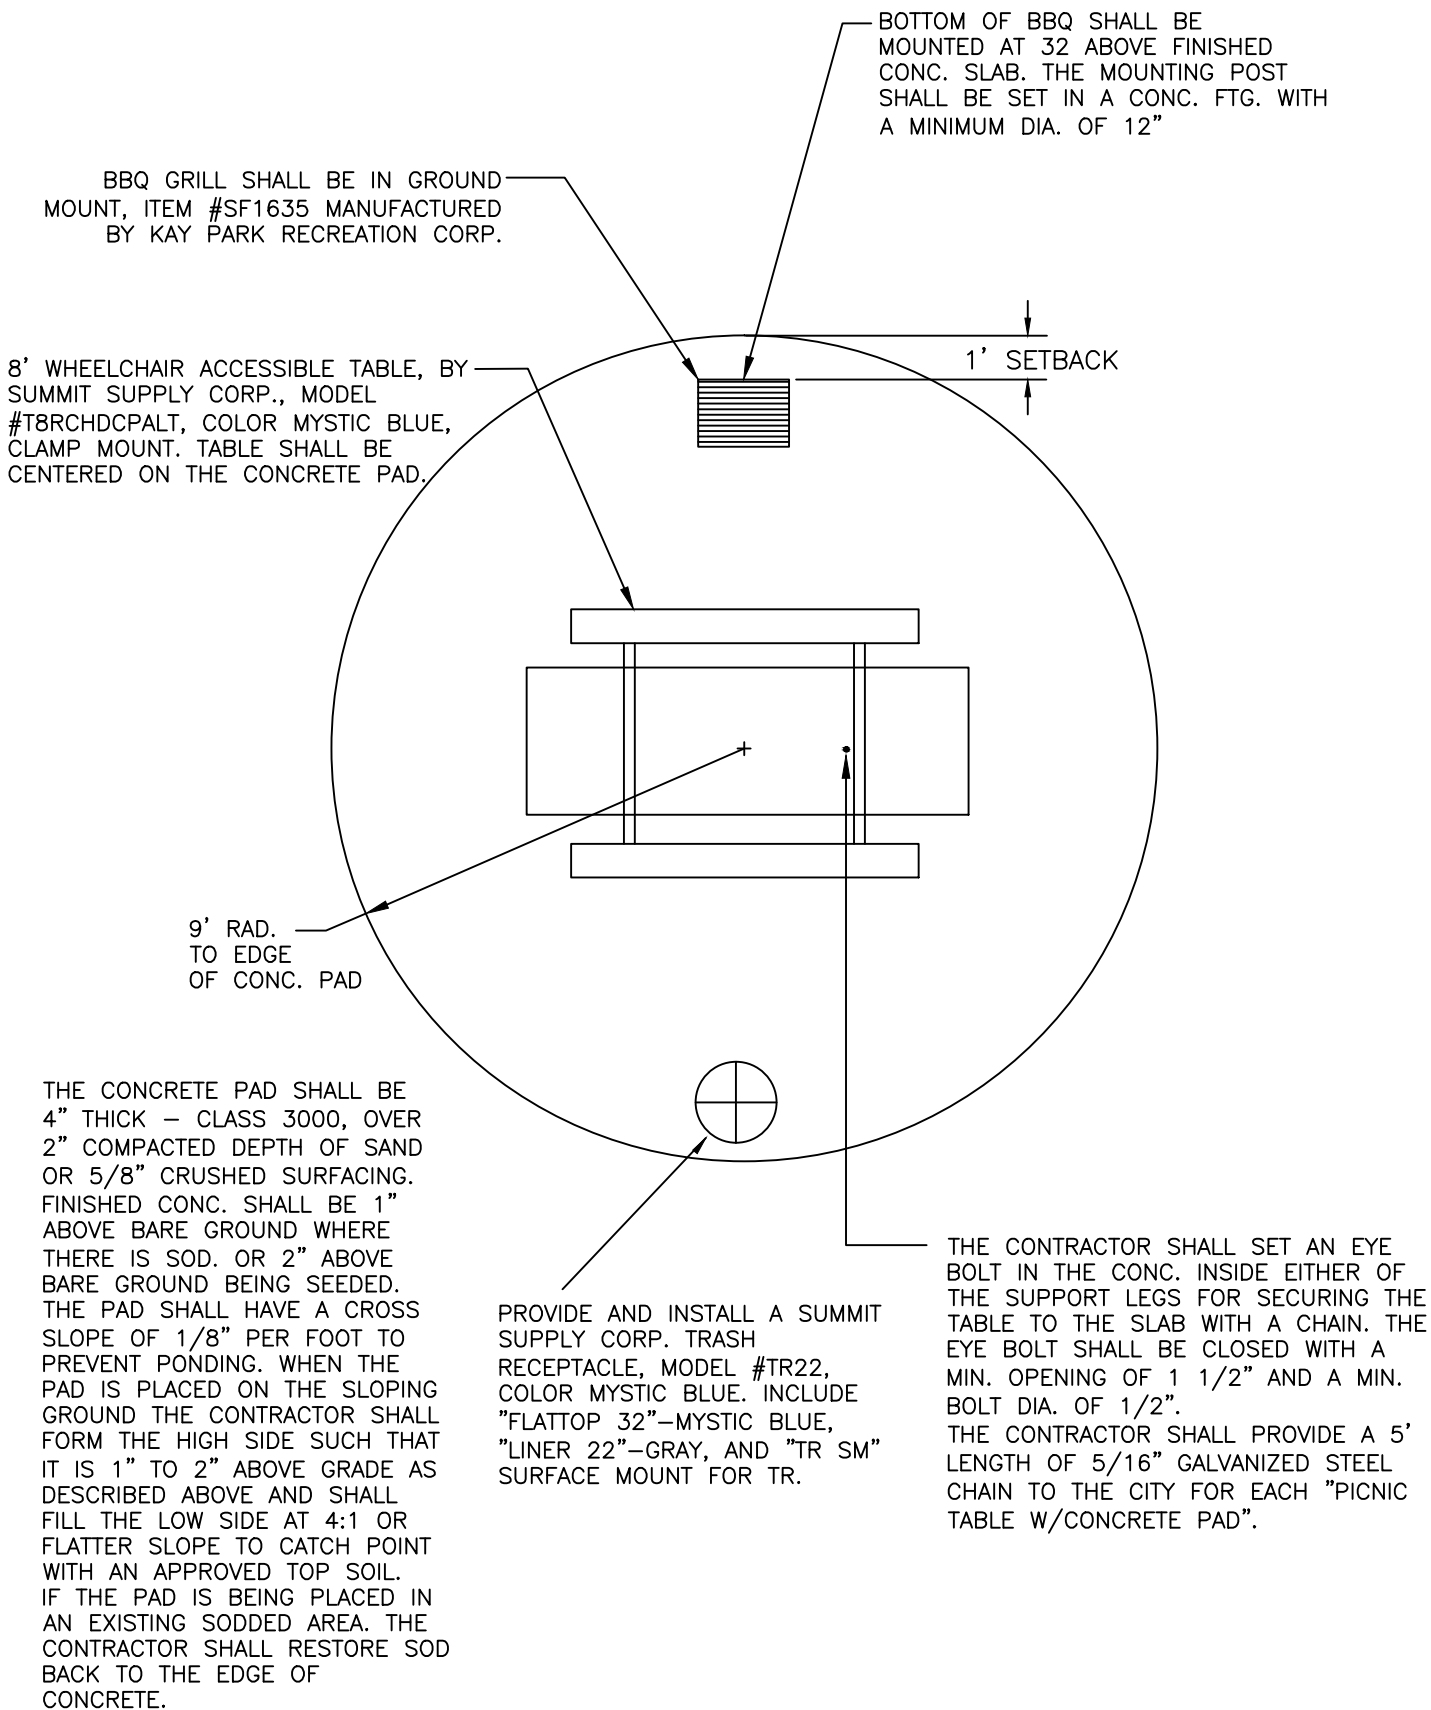 BOTTOM OF BBQ SHALL BE
MOUNTED AT 32 ABOVE FINISHED
CONC. SLAB. THE MOUNTING POST
SHALL BE SET IN A CONC. FTG. WITH
A MINIMUM DIA. OF 12"
BBQ GRILL SHALL BE IN GROUND
MOUNT, ITEM #SF1635 MANUFACTURED
BY KAY PARK RECREATION CORP.
1' SETBACK
8' WHEELCHAIR ACCESSIBLE TABLE, BY
SUMMIT SUPPLY CORP., MODEL
#T8RCHDCPALT, COLOR MYSTIC BLUE,
CLAMP MOUNT. TABLE SHALL BE
CENTERED ON THE CONCRETE PAD.
9' RAD.
TO EDGE
OF CONC. PAD
THE CONCRETE PAD SHALL BE
4" THICK – CLASS 3000, OVER
2" COMPACTED DEPTH OF SAND
OR 5/8" CRUSHED SURFACING.
FINISHED CONC. SHALL BE 1"
ABOVE BARE GROUND WHERE
THERE IS SOD. OR 2" ABOVE
BARE GROUND BEING SEEDED.
THE PAD SHALL HAVE A CROSS
SLOPE OF 1/8" PER FOOT TO
PREVENT PONDING. WHEN THE
PAD IS PLACED ON THE SLOPING
GROUND THE CONTRACTOR SHALL
FORM THE HIGH SIDE SUCH THAT
IT IS 1" TO 2" ABOVE GRADE AS
DESCRIBED ABOVE AND SHALL
FILL THE LOW SIDE AT 4:1 OR
FLATTER SLOPE TO CATCH POINT
WITH AN APPROVED TOP SOIL.
IF THE PAD IS BEING PLACED IN
AN EXISTING SODDED AREA. THE
CONTRACTOR SHALL RESTORE SOD
BACK TO THE EDGE OF
CONCRETE.
PROVIDE AND INSTALL A SUMMIT
SUPPLY CORP. TRASH
RECEPTACLE, MODEL #TR22,
COLOR MYSTIC BLUE. INCLUDE
"FLATTOP 32"–MYSTIC BLUE,
"LINER 22"–GRAY, AND "TR SM"
SURFACE MOUNT FOR TR.
THE CONTRACTOR SHALL SET AN EYE
BOLT IN THE CONC. INSIDE EITHER OF
THE SUPPORT LEGS FOR SECURING THE
TABLE TO THE SLAB WITH A CHAIN. THE
EYE BOLT SHALL BE CLOSED WITH A
MIN. OPENING OF 1 1/2" AND A MIN.
BOLT DIA. OF 1/2".
THE CONTRACTOR SHALL PROVIDE A 5'
LENGTH OF 5/16" GALVANIZED STEEL
CHAIN TO THE CITY FOR EACH "PICNIC
TABLE W/CONCRETE PAD".